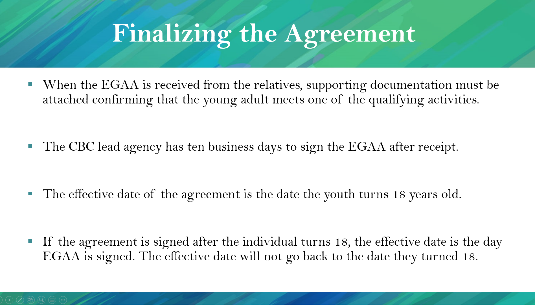 Finalizing the Agreement
▪ When the EGAA is received from the relatives, supporting documentation must be
attached confirming that the young adult meets one of the qualifying activities.
▪ The CBC lead agency has ten business days to sign the EGAA after receipt.
▪ The effective date of the agreement is the date the youth turns 18 years old.
▪ If the agreement is signed after the individual turns 18, the effective date is the day
EGAA is signed. The effective date will not go back to the date they turned 18.